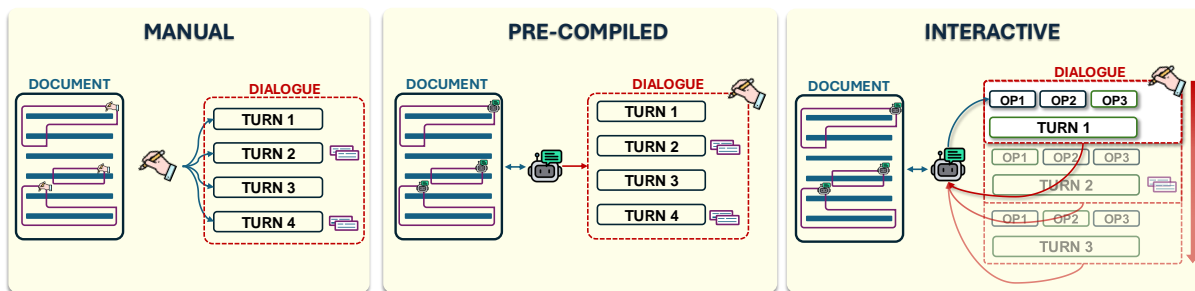 MANUAL
DOCUMENT
DIALOGUE
TURN 1
TURN 2
TURN 3
TURN 4
PRE-COMPILED
DOCUMENT
DIALOGUE
TURN 1
TURN 2
TURN 3
TURN 4
INTERACTIVE
DOCUMENT
DIALOGUE
OP1 OP2 OP3
TURN 1
OP1 OP2 OP3
TURN 2
OP1 OP2 OP3
TURN 3